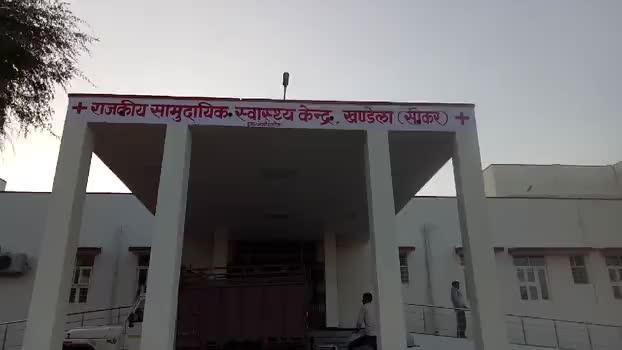 + राजकीय सामुदायिक स्वास्थ्य केन्द्र, खण्डेला (सीकर) +